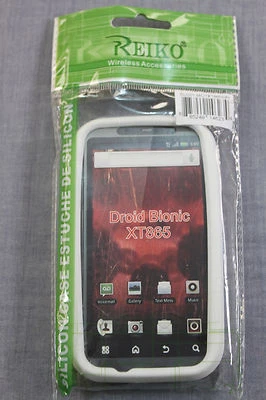 REIKO®
Wireless Accessories
SILICON CASE ESTUCHE DE SILICON
Droid Bionic
XT865
Voicemail Gallery Text Mess Music